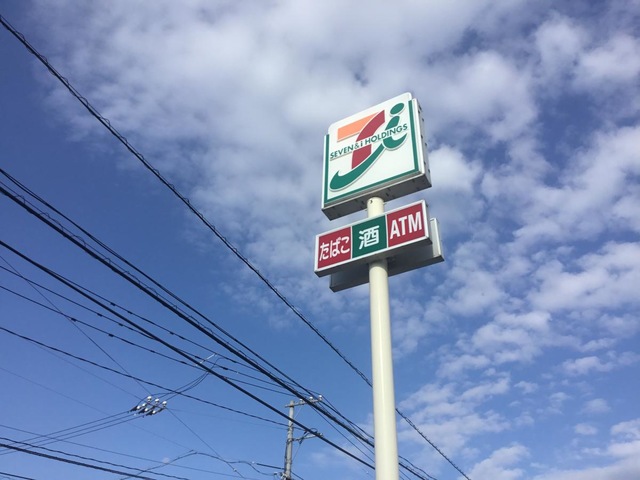 7i
SEVEN&i HOLDINGS
たばこ 酒 ATM